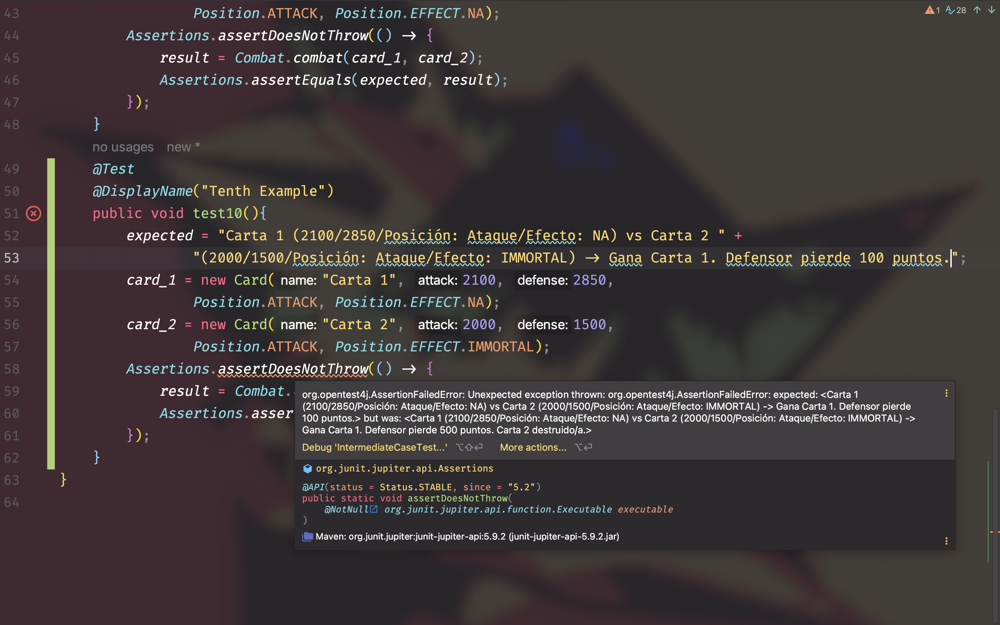 43 Position.ATTACK, Position.EFFECT.NA);
1 28
44 Assertions.assertDoesNotThrow(() -> {
45 result = Combat.combat(card_1, card_2);
46 Assertions.assertEquals(expected, result);
47 });
48 }
no usages new *
49 @Test
50 @DisplayName("Tenth Example")
51 public void test10(){
52 expected = "Carta 1 (2100/2850/Posición: Ataque/Efecto: NA) vs Carta 2 " +
53 "(2000/1500/Posición: Ataque/Efecto: IMMORTAL) -> Gana Carta 1. Defensor pierde 100 puntos.";
54 card_1 = new Card( name: "Carta 1", attack: 2100, defense: 2850,
55 Position.ATTACK, Position.EFFECT.NA);
56 card_2 = new Card( name: "Carta 2", attack: 2000, defense: 1500,
57 Position.ATTACK, Position.EFFECT.IMMORTAL);
58 Assertions.assertDoesNotThrow(() -> {
59 result = Combat.
60 Assertions.asser
61 });
62 }
63 }
64
org.opentest4j.AssertionFailedError: Unexpected exception thrown: org.opentest4j.AssertionFailedError: expected: <Carta 1
(2100/2850/Posición: Ataque/Efecto: NA) vs Carta 2 (2000/1500/Posición: Ataque/Efecto: IMMORTAL) -> Gana Carta 1. Defensor pierde
100 puntos.> but was: <Carta 1 (2100/2850/Posición: Ataque/Efecto: NA) vs Carta 2 (2000/1500/Posición: Ataque/Efecto: IMMORTAL) ->
Gana Carta 1. Defensor pierde 500 puntos. Carta 2 destruido/a.>
Debug 'IntermediateCaseTest...' ⌥⇧⏎ More actions... ⌥⏎
org.junit.jupiter.api.Assertions
@API(status = Status.STABLE, since = "5.2")
public static void assertDoesNotThrow(
@NotNull org.junit.jupiter.api.function.Executable executable
)
Maven: org.junit.jupiter:junit-jupiter-api:5.9.2 (junit-jupiter-api-5.9.2.jar)